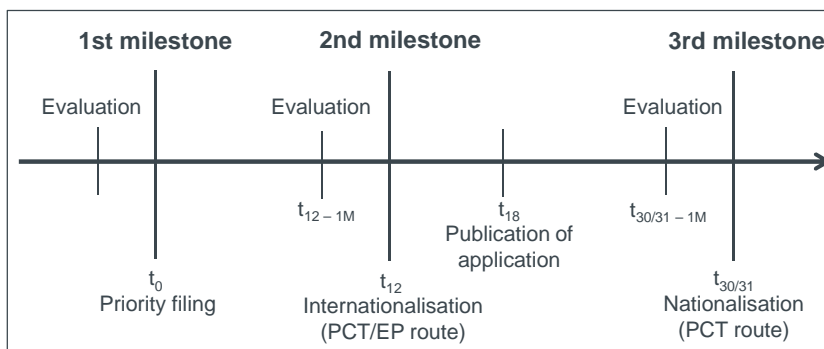 1st milestone
2nd milestone
3rd milestone
Evaluation
Evaluation
Evaluation
t12 – 1M
t18
Publication of
application
t30/31 – 1M
t0
Priority filing
t12
Internationalisation
(PCT/EP route)
t30/31
Nationalisation
(PCT route)